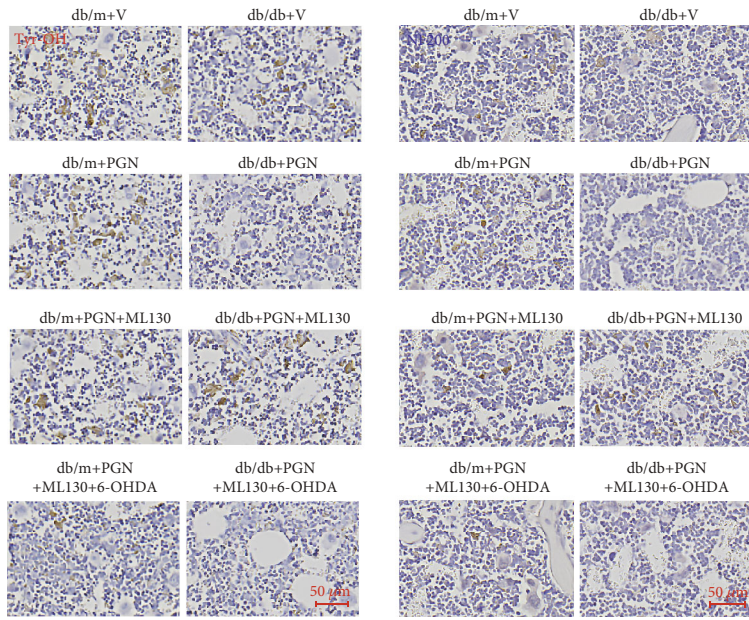 db/m+V
db/db+V
db/m+V
db/db+V
Tyr-OH
NF200
db/m+PGN
db/db+PGN
db/m+PGN
db/db+PGN
db/m+PGN+ML130
db/db+PGN+ML130
db/m+PGN+ML130
db/db+PGN+ML130
db/m+PGN
+ML130+6-OHDA
db/db+PGN
+ML130+6-OHDA
db/m+PGN
+ML130+6-OHDA
db/db+PGN
+ML130+6-OHDA
50 μm
50 μm